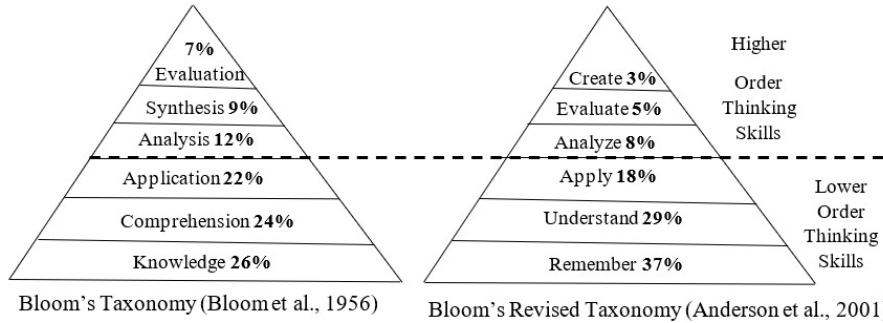 7%
Evaluation
Synthesis 9%
Analysis 12%
Application 22%
Comprehension 24%
Knowledge 26%
Bloom's Taxonomy (Bloom et al., 1956)
Create 3%
Evaluate 5%
Analyze 8%
Apply 18%
Understand 29%
Remember 37%
Bloom's Revised Taxonomy (Anderson et al., 2001
Higher
Order
Thinking
Skills
Lower
Order
Thinking
Skills